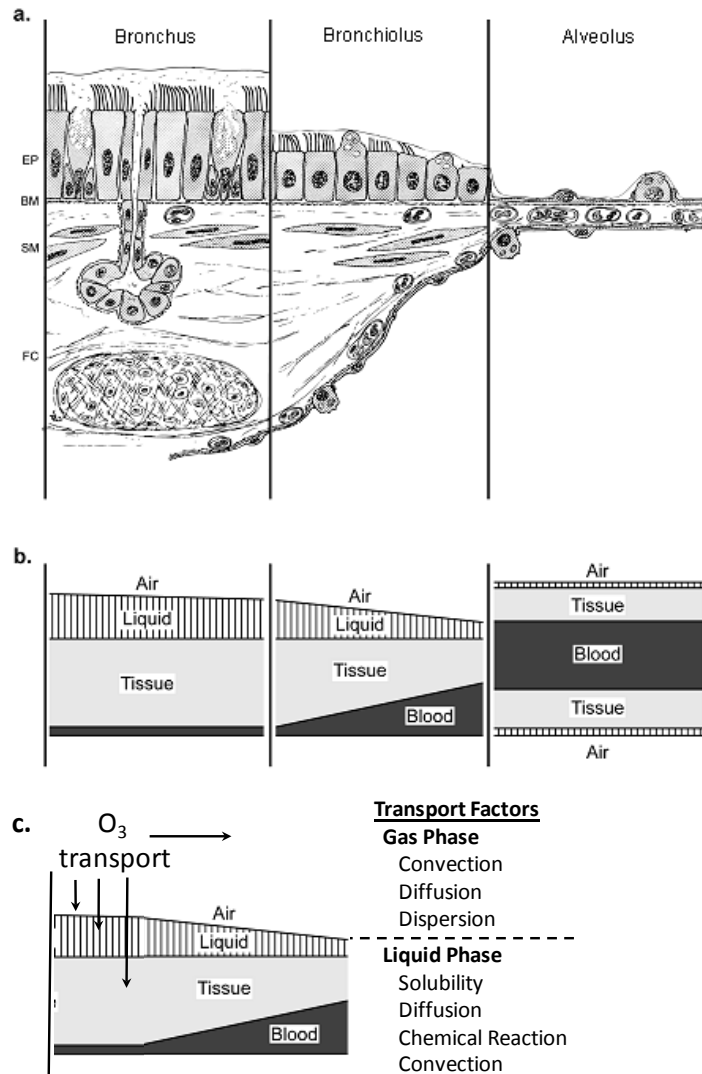 a.
Bronchus
Bronchiolus
Alveolus
EP
BM
SM
FC
b.
Air
Liquid
Tissue
Air
Liquid
Tissue
Blood
Air
Tissue
Blood
Tissue
Air
c.
O₃
transport
Air
Liquid
Tissue
Blood
Transport Factors
Gas Phase
Convection
Diffusion
Dispersion
Liquid Phase
Solubility
Diffusion
Chemical Reaction
Convection